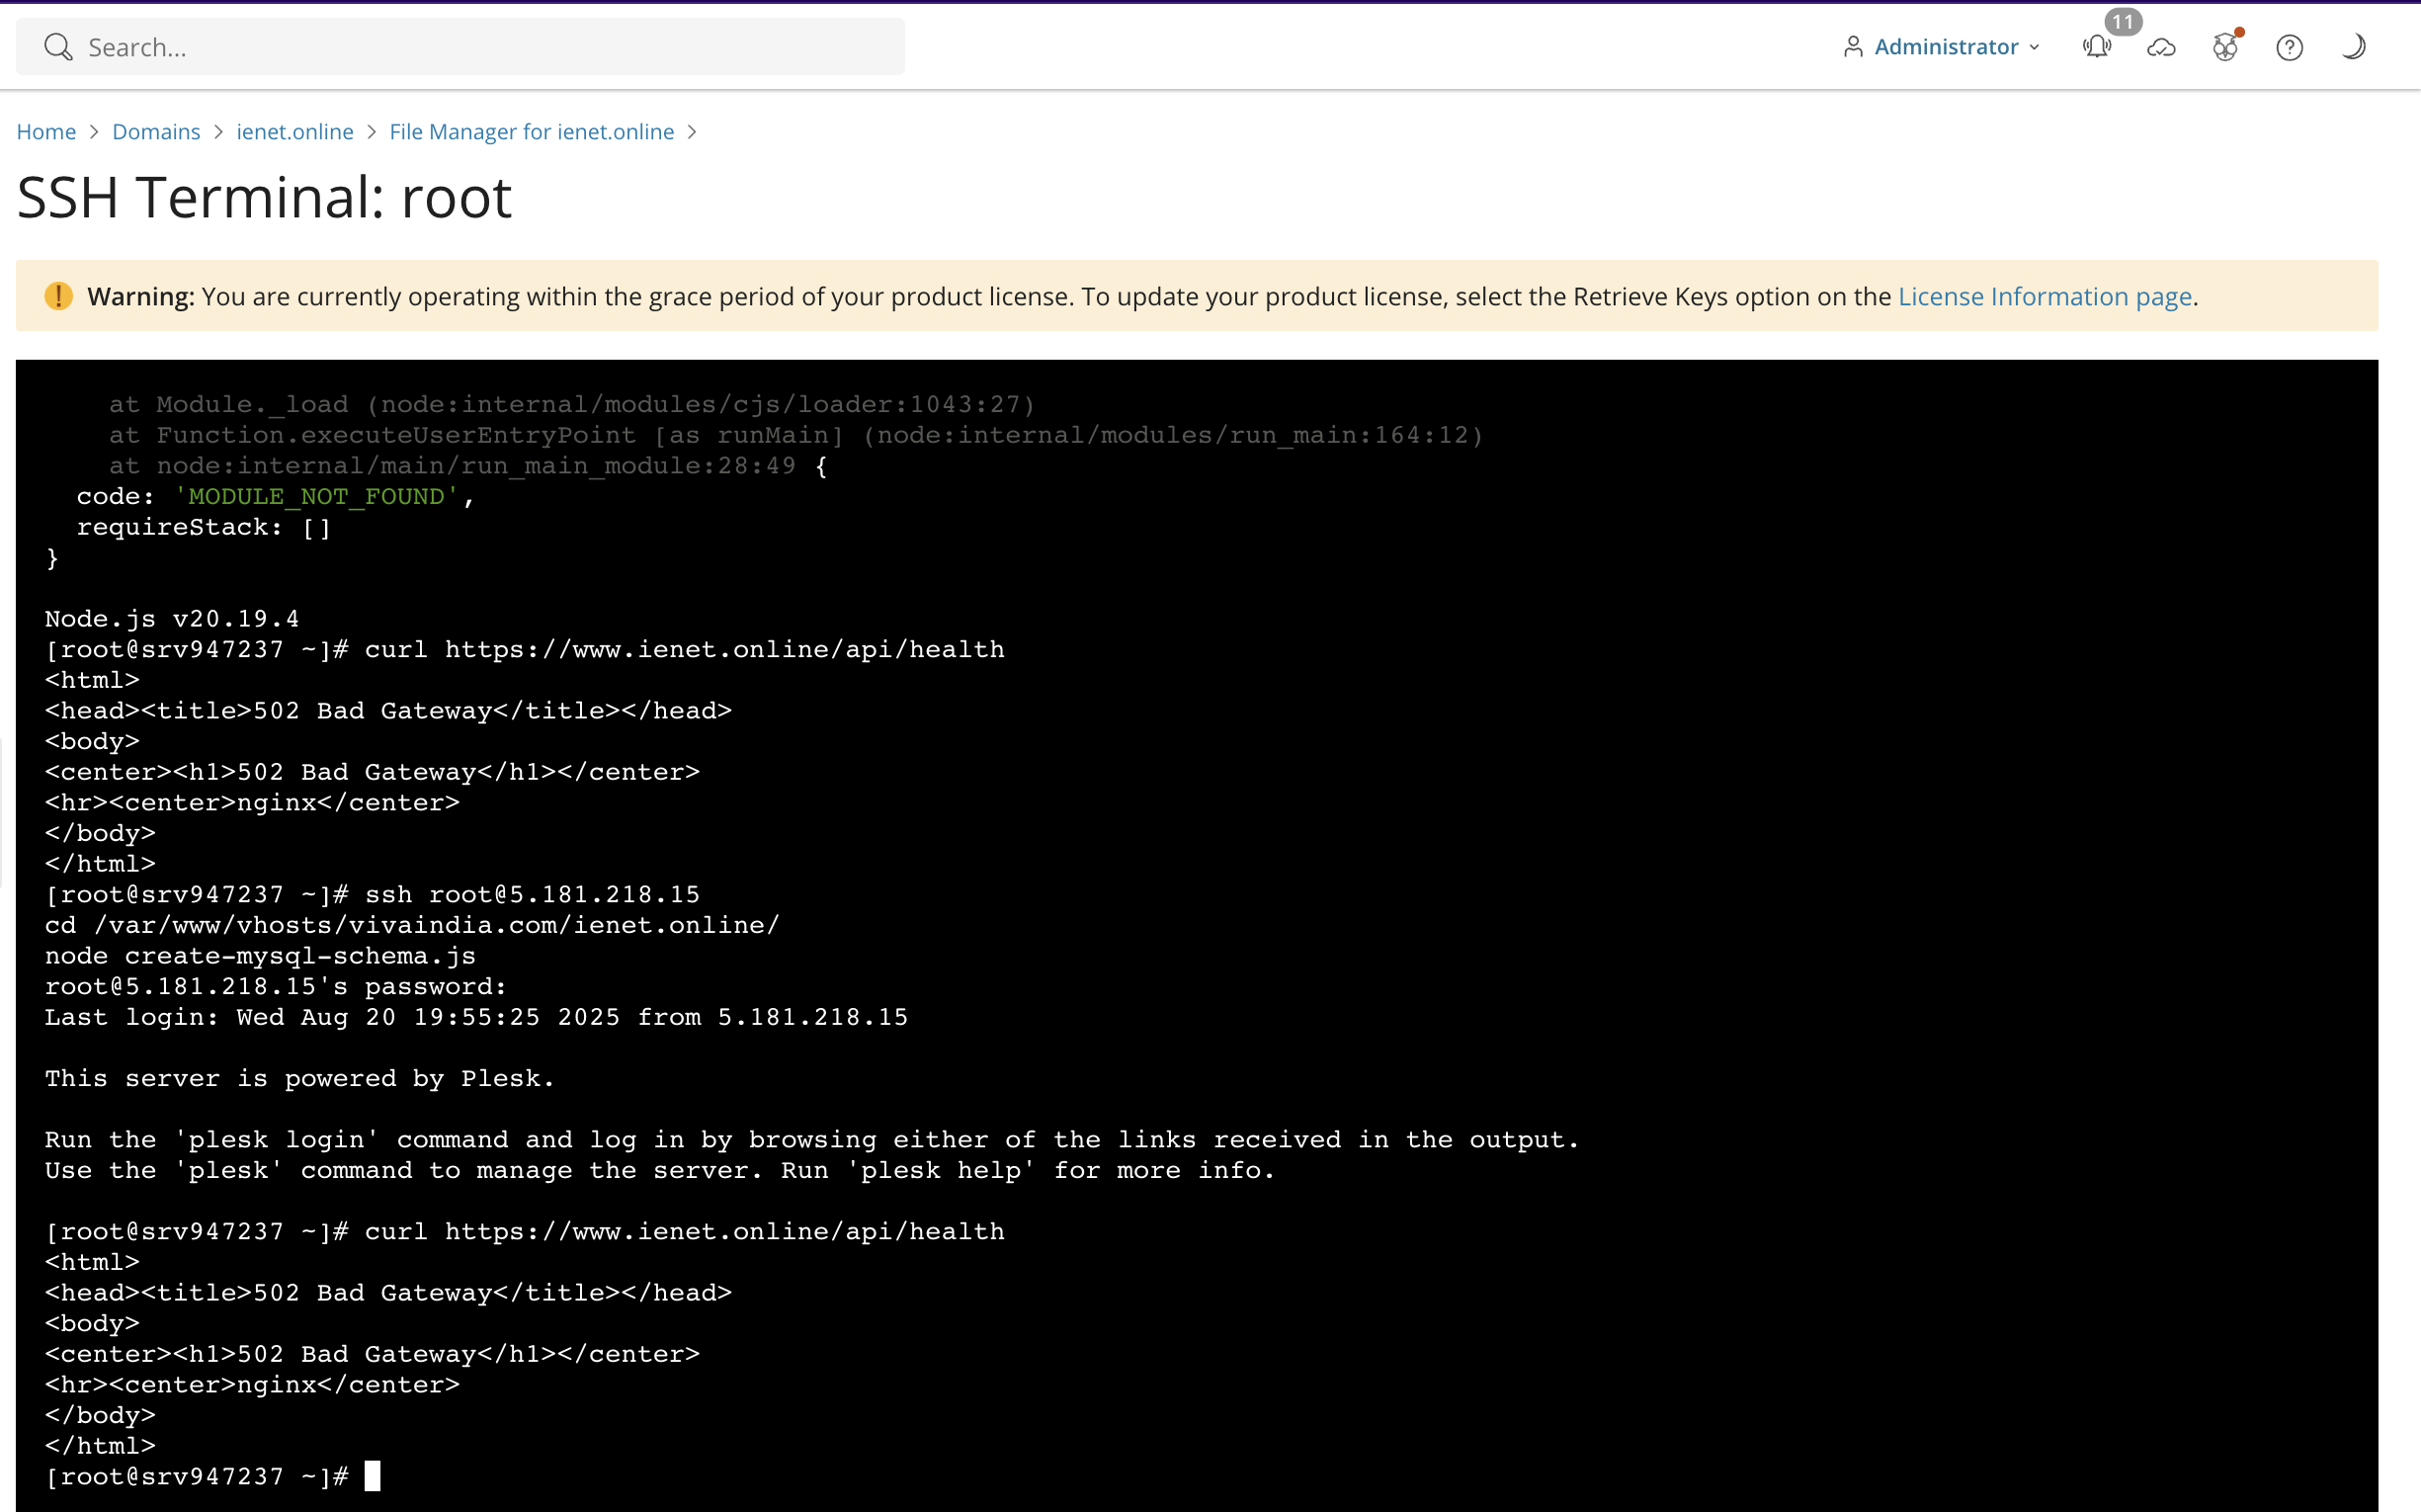 Search...
Administrator
11
Home > Domains > ienet.online > File Manager for ienet.online >
SSH Terminal: root
Warning: You are currently operating within the grace period of your product license. To update your product license, select the Retrieve Keys option on the License Information page.
    at Module._load (node:internal/modules/cjs/loader:1043:27)
    at Function.executeUserEntryPoint [as runMain] (node:internal/modules/run_main:164:12)
    at node:internal/main/run_main_module:28:49 {
  code: 'MODULE_NOT_FOUND',
  requireStack: []
}
Node.js v20.19.4
[root@srv947237 ~]# curl https://www.ienet.online/api/health
<html>
<head><title>502 Bad Gateway</title></head>
<body>
<center><h1>502 Bad Gateway</h1></center>
<hr><center>nginx</center>
</body>
</html>
[root@srv947237 ~]# ssh root@5.181.218.15
cd /var/www/vhosts/vivaindia.com/ienet.online/
node create-mysql-schema.js
root@5.181.218.15's password:
Last login: Wed Aug 20 19:55:25 2025 from 5.181.218.15
This server is powered by Plesk.
Run the 'plesk login' command and log in by browsing either of the links received in the output.
Use the 'plesk' command to manage the server. Run 'plesk help' for more info.
[root@srv947237 ~]# curl https://www.ienet.online/api/health
<html>
<head><title>502 Bad Gateway</title></head>
<body>
<center><h1>502 Bad Gateway</h1></center>
<hr><center>nginx</center>
</body>
</html>
[root@srv947237 ~]#